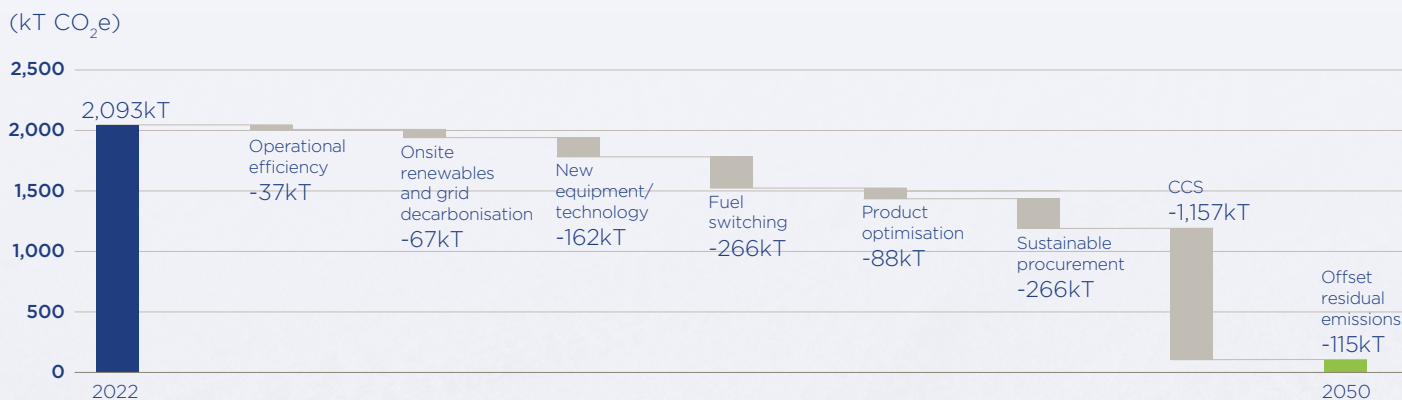 (kT CO₂e)
2,500
2,000
1,500
1,000
500
0
2,093kT
2022
Operational
efficiency
-37kT
Onsite
renewables
and grid
decarbonisation
-67kT
New
equipment/
technology
-162kT
Fuel
switching
-266kT
Product
optimisation
-88kT
Sustainable
procurement
-266kT
CCS
-1,157kT
Offset
residual
emissions
-115kT
2050